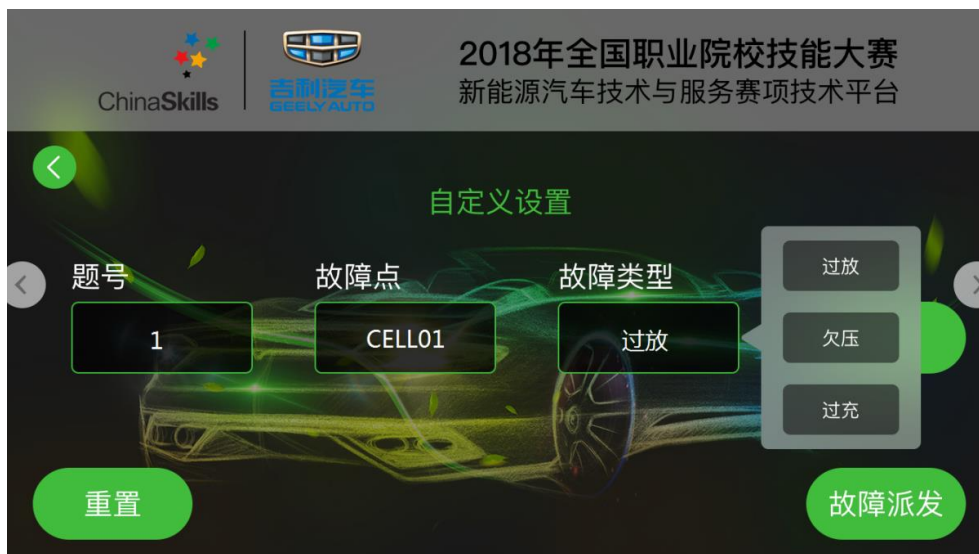 ChinaSkills
吉利汽车
GEELY AUTO
2018年全国职业院校技能大赛
新能源汽车技术与服务赛项技术平台
自定义设置
题号
故障点
故障类型
1
CELL01
过放
过放
欠压
过充
重置
故障派发